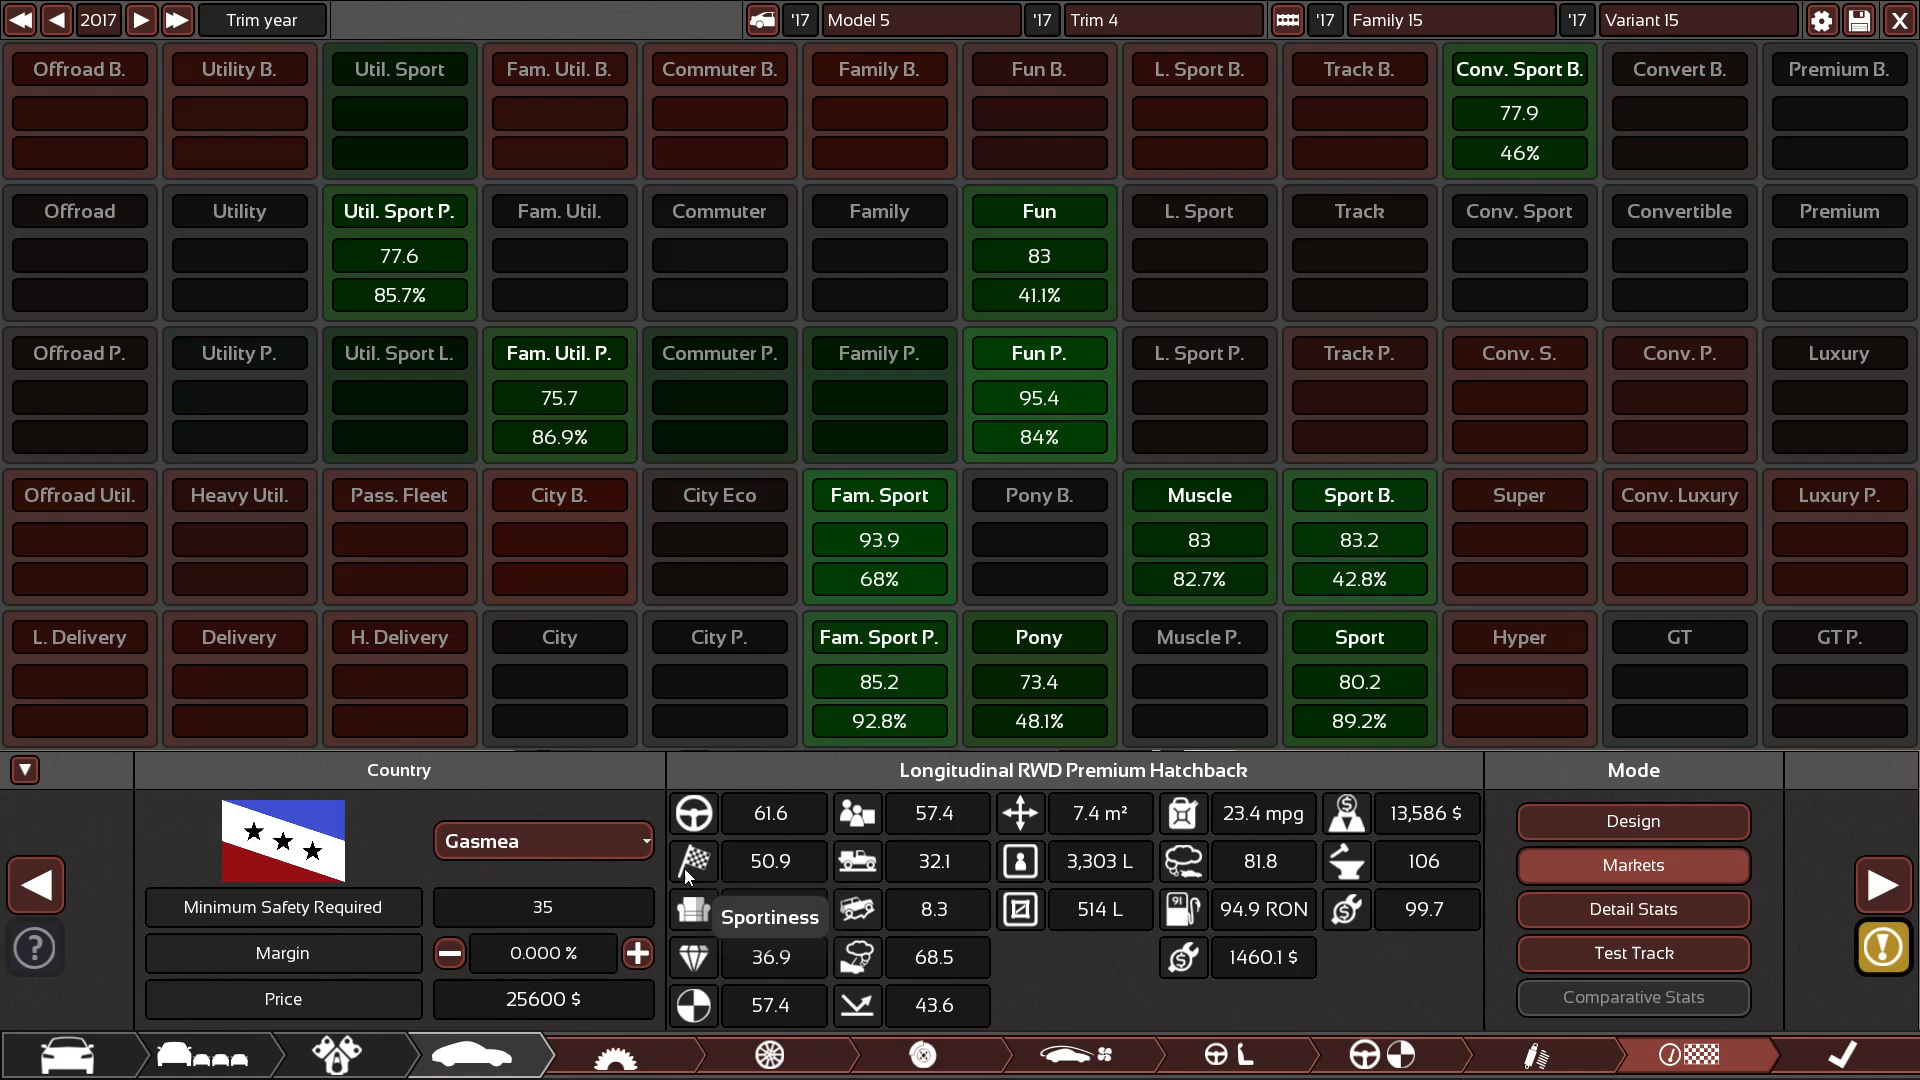 2017 Trim year '17 Model 5 '17 Trim 4 '17 Family 15 '17 Variant 15 X
Offroad B. Utility B. Util. Sport Fam. Util. B. Commuter B. Family B. Fun B. L. Sport B. Track B. Conv. Sport B. Convert B. Premium B.
77.9
46%
Offroad Utility Util. Sport P. Fam. Util. Commuter Family Fun L. Sport Track Conv. Sport Convertible Premium
77.6 83
85.7% 41.1%
Offroad P. Utility P. Util. Sport L. Fam. Util. P. Commuter P. Family P. Fun P. L. Sport P. Track P. Conv. S. Conv. P. Luxury
75.7 95.4
86.9% 84%
Offroad Util. Heavy Util. Pass. Fleet City B. City Eco Fam. Sport Pony B. Muscle Sport B. Super Conv. Luxury Luxury P.
93.9 83 83.2
68% 82.7% 42.8%
L. Delivery Delivery H. Delivery City City P. Fam. Sport P. Pony Muscle P. Sport Hyper GT GT P.
85.2 73.4 80.2
92.8% 48.1% 89.2%
Country Longitudinal RWD Premium Hatchback Mode
61.6 57.4 7.4 m² 23.4 mpg 13,586 $ Design
Gasmea
50.9 32.1 3,303 L 81.8 106 Markets
Minimum Safety Required 35 Sportiness 8.3 514 L 91 94.9 RON 99.7 Detail Stats
Margin 0.000 % 36.9 68.5 1460.1 $ Test Track
Price 25600 $ 57.4 43.6 Comparative Stats